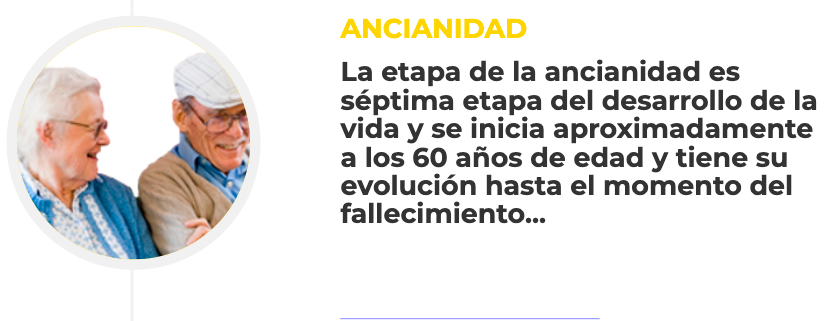 ANCIANIDAD
La etapa de la ancianidad es
séptima etapa del desarrollo de la
vida y se inicia aproximadamente
a los 60 años de edad y tiene su
evolución hasta el momento del
fallecimiento...